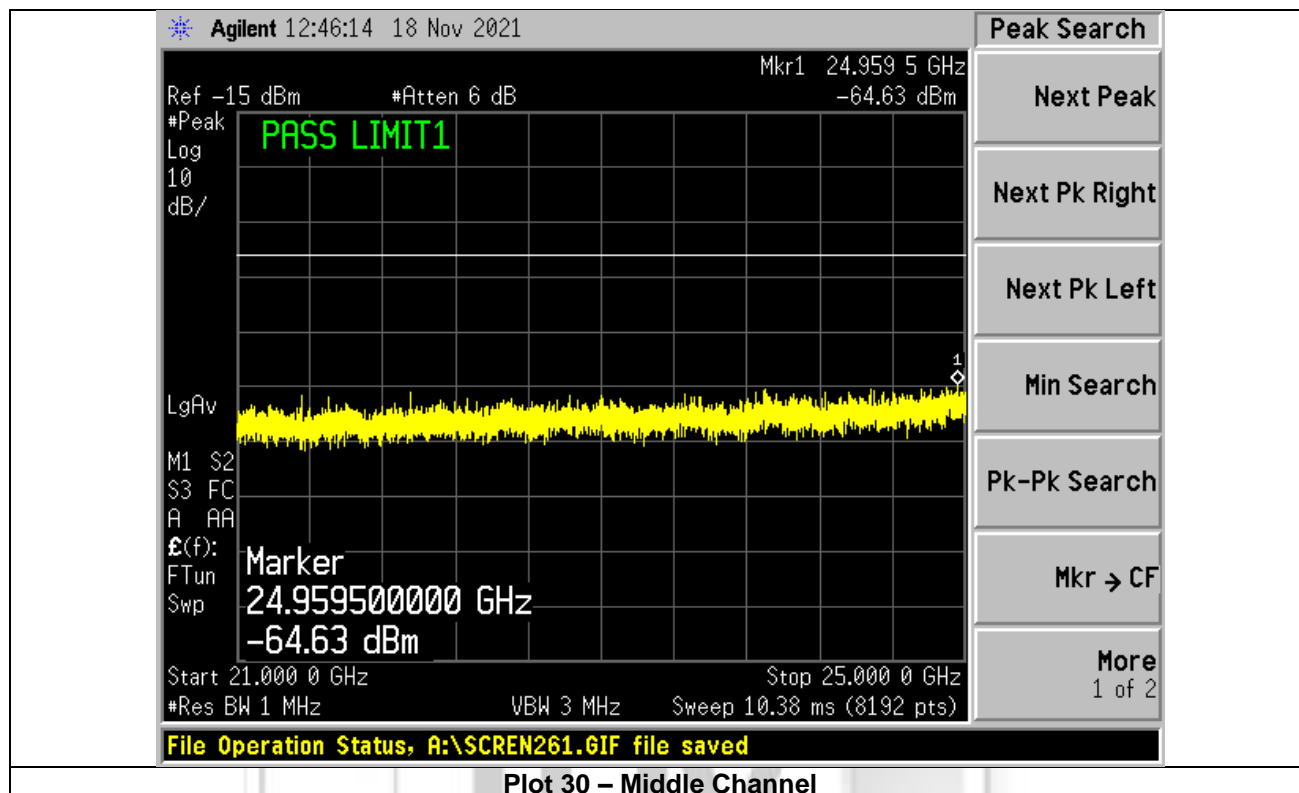 Agilent 12:46:14 18 Nov 2021
Peak Search
Mkr1 24.959 5 GHz
Ref -15 dBm #Atten 6 dB -64.63 dBm
#Peak
Log
10
dB/
PASS LIMIT1
1
LgAv
M1 S2
S3 FC
A AA
£(f):
FTun
Swp
Marker
24.959500000 GHz
-64.63 dBm
Start 21.000 0 GHz Stop 25.000 0 GHz
#Res BW 1 MHz VBW 3 MHz Sweep 10.38 ms (8192 pts)
Next Peak
Next Pk Right
Next Pk Left
Min Search
Pk-Pk Search
Mkr → CF
More
1 of 2
File Operation Status, A:\SCREN261.GIF file saved
Plot 30 – Middle Channel